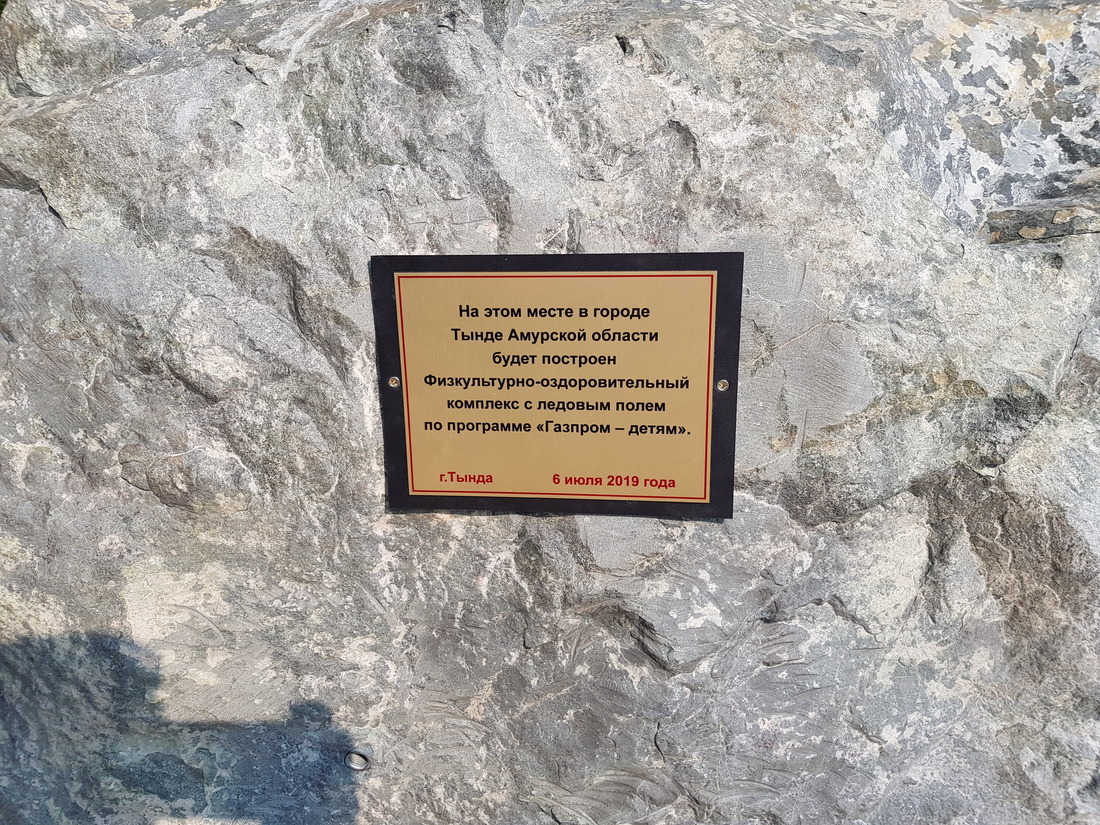 На этом месте в городе
Тынде Амурской области
будет построен
Физкультурно-оздоровительный
комплекс с ледовым полем
по программе «Газпром – детям».
г.Тында 6 июля 2019 года